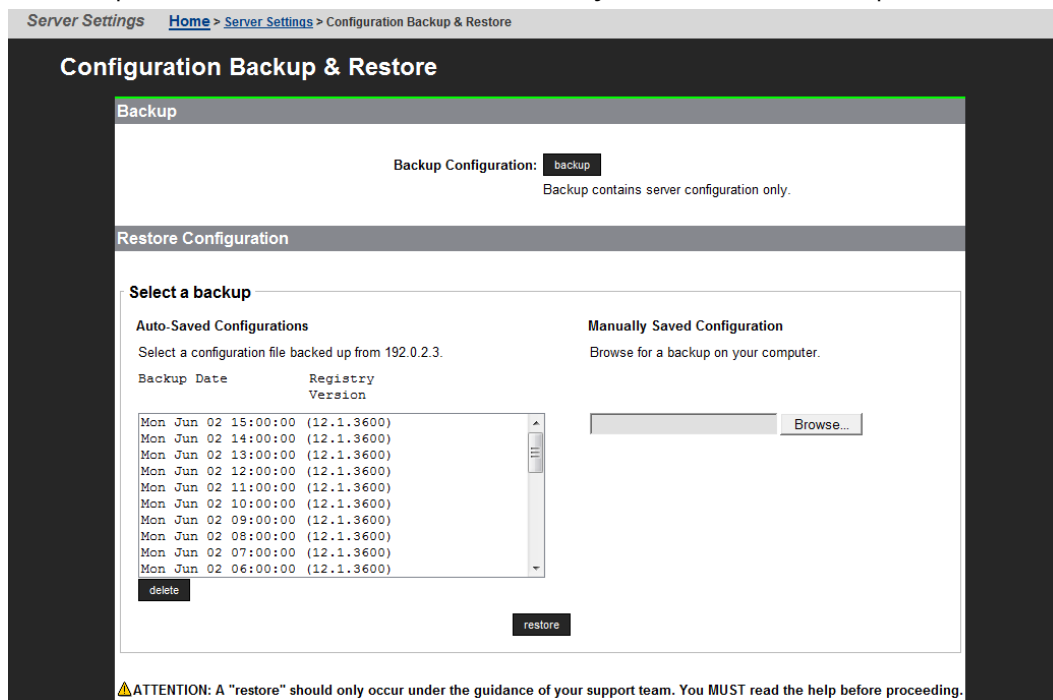 Server Settings Home > Server Settings > Configuration Backup & Restore
Configuration Backup & Restore
Backup
Backup Configuration: backup
Backup contains server configuration only.
Restore Configuration
Select a backup
Auto-Saved Configurations
Select a configuration file backed up from 192.0.2.3.
Backup Date Registry
Version
Mon Jun 02 15:00:00 (12.1.3600)
Mon Jun 02 14:00:00 (12.1.3600)
Mon Jun 02 13:00:00 (12.1.3600)
Mon Jun 02 12:00:00 (12.1.3600)
Mon Jun 02 11:00:00 (12.1.3600)
Mon Jun 02 10:00:00 (12.1.3600)
Mon Jun 02 09:00:00 (12.1.3600)
Mon Jun 02 08:00:00 (12.1.3600)
Mon Jun 02 07:00:00 (12.1.3600)
Mon Jun 02 06:00:00 (12.1.3600)
delete
Manually Saved Configuration
Browse for a backup on your computer.
Browse...
restore
ATTENTION: A "restore" should only occur under the guidance of your support team. You MUST read the help before proceeding.